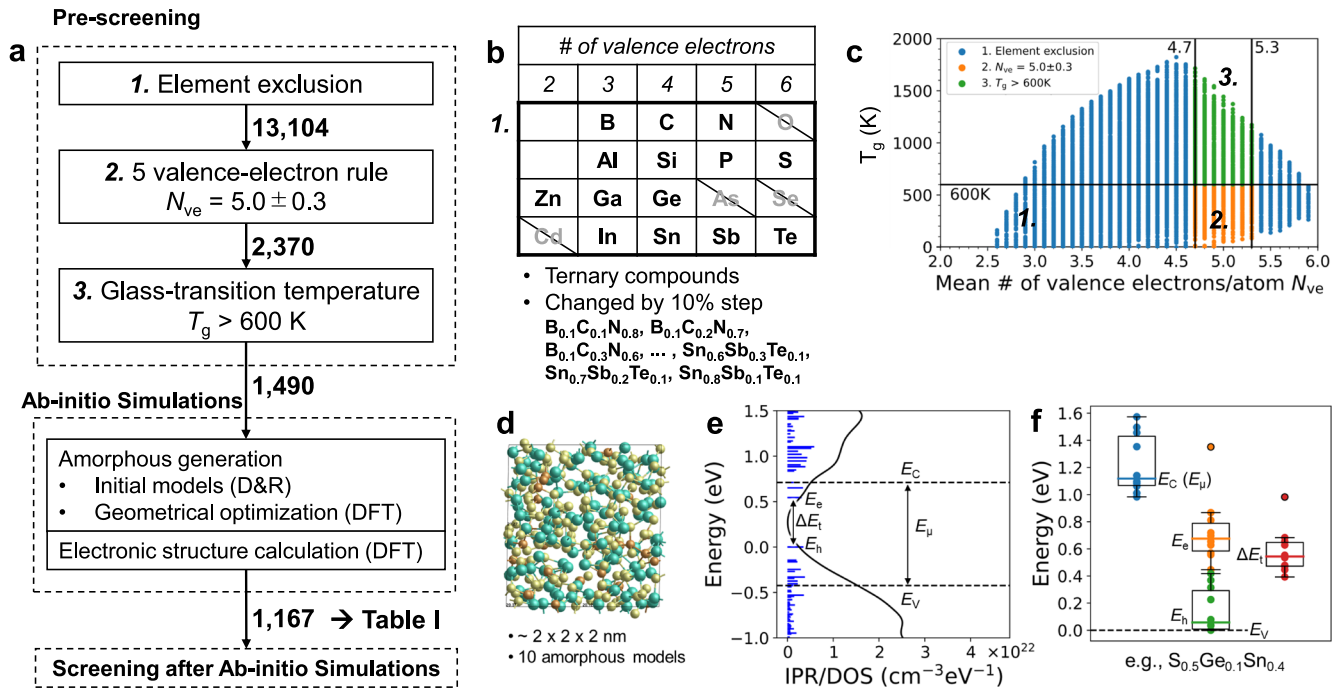 Pre-screening
a
1. Element exclusion
13,104
2. 5 valence-electron rule
Nve = 5.0 ± 0.3
2,370
3. Glass-transition temperature
Tg > 600 K
1,490
Ab-initio Simulations
Amorphous generation
• Initial models (D&R)
• Geometrical optimization (DFT)
Electronic structure calculation (DFT)
1,167 → Table I
Screening after Ab-initio Simulations
b
# of valence electrons
2 3 4 5 6
1.
B C N O
Al Si P S
Zn Ga Ge As Se
Cd In Sn Sb Te
• Ternary compounds
• Changed by 10% step
B0.1C0.1N0.8, B0.1C0.2N0.7,
B0.1C0.3N0.6, ... , Sn0.6Sb0.3Te0.1,
Sn0.7Sb0.2Te0.1, Sn0.8Sb0.1Te0.1
c
4.7 5.3
1. Element exclusion
2. Nve = 5.0±0.3
3. Tg > 600K
3.
600K
1.
2.
Tg (K)
2000
1500
1000
500
0
2.0 2.5 3.0 3.5 4.0 4.5 5.0 5.5 6.0
Mean # of valence electrons/atom Nve
d
• ~ 2 x 2 x 2 nm
• 10 amorphous models
e
Energy (eV)
1.5
1.0
0.5
0.0
−0.5
−1.0
EC
Ee
ΔEt
Eh
Eμ
EV
0 1 2 3 4
×10²²
IPR/DOS (cm⁻³eV⁻¹)
f
Energy (eV)
1.6
1.4
1.2
1.0
0.8
0.6
0.4
0.2
0.0
EC (Eμ)
Ee
ΔEt
Eh
EV
e.g., S0.5Ge0.1Sn0.4